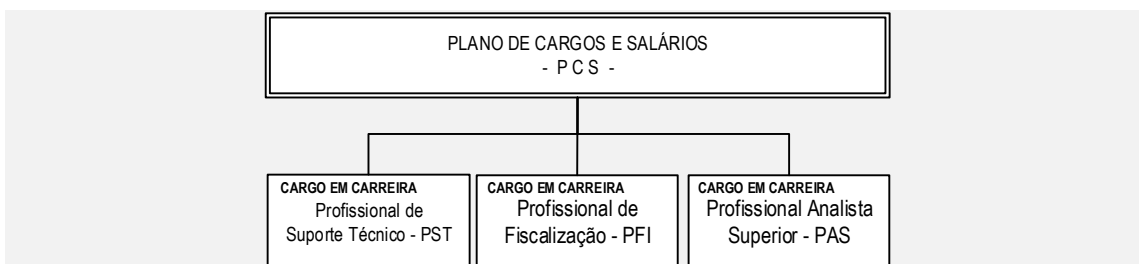 PLANO DE CARGOS E SALÁRIOS
- P C S -
CARGO EM CARREIRA
Profissional de
Suporte Técnico - PST
CARGO EM CARREIRA
Profissional de
Fiscalização - PFI
CARGO EM CARREIRA
Profissional Analista
Superior - PAS